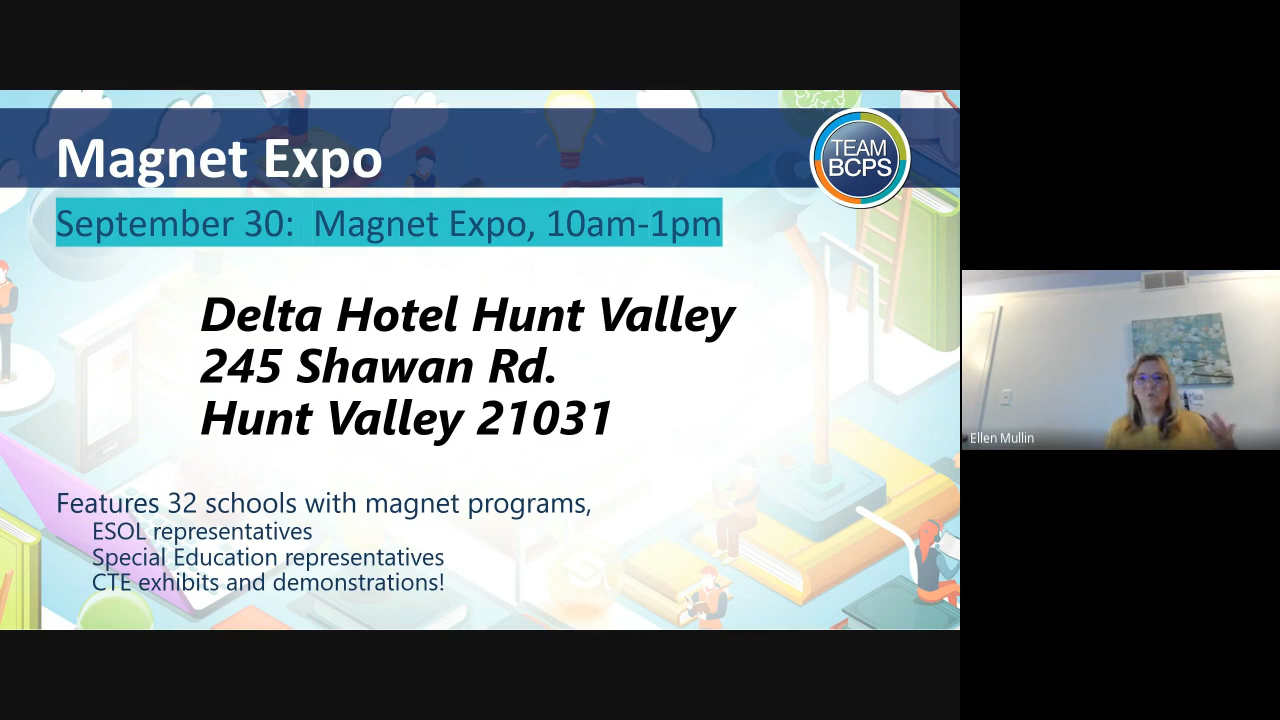 Magnet Expo
TEAM
BCPS
September 30:  Magnet Expo, 10am-1pm
Delta Hotel Hunt Valley
245 Shawan Rd.
Hunt Valley 21031
Features 32 schools with magnet programs,
ESOL representatives
Special Education representatives
CTE exhibits and demonstrations!
Ellen Mullin